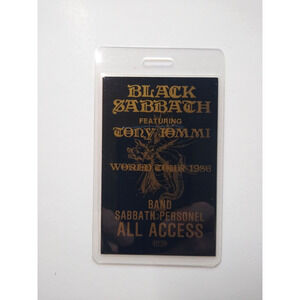 BLACK
SABBATH
FEATURING
TONY IOMMI
WORLD TOUR 1986
BAND
SABBATH PERSONEL
ALL ACCESS